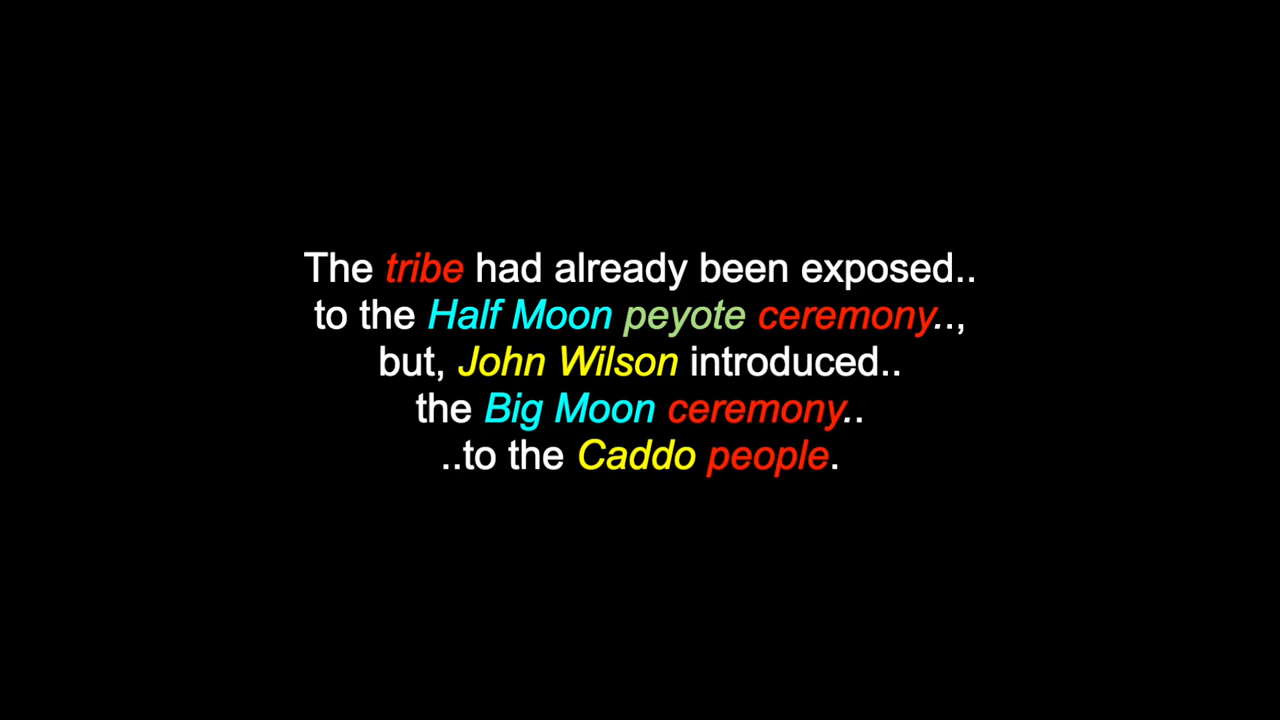 The tribe had already been exposed..
to the Half Moon peyote ceremony..,
but, John Wilson introduced..
the Big Moon ceremony..
..to the Caddo people.